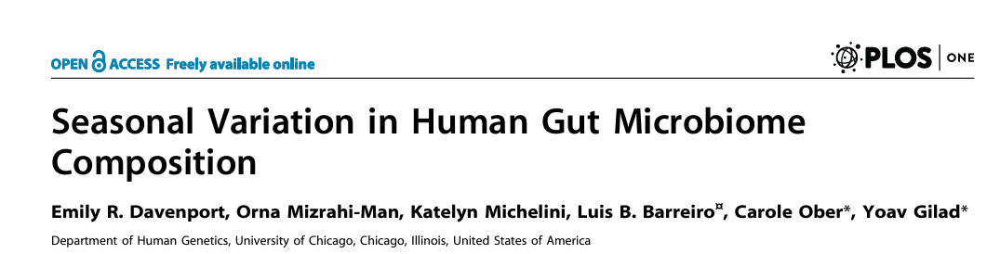 OPEN ACCESS Freely available online
PLOS ONE
Seasonal Variation in Human Gut Microbiome
Composition
Emily R. Davenport, Orna Mizrahi-Man, Katelyn Michelini, Luis B. Barreiro¤, Carole Ober*, Yoav Gilad*
Department of Human Genetics, University of Chicago, Chicago, Illinois, United States of America